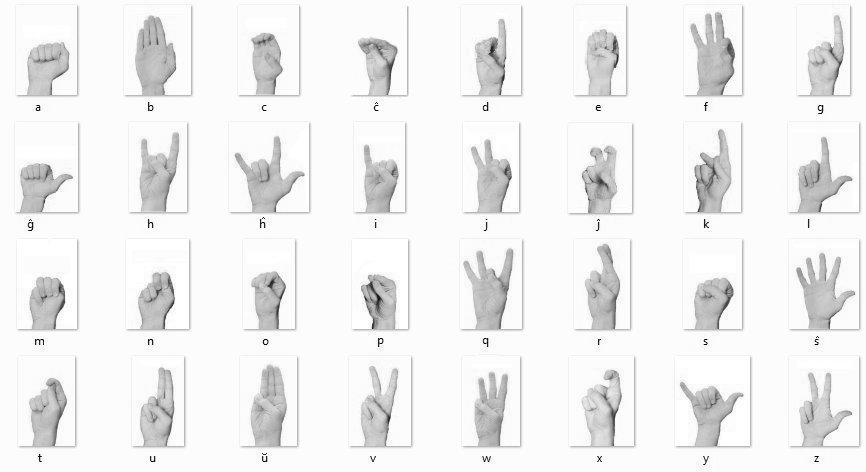 a b c ĉ d e f g
ĝ h ĥ i j ĵ k l
m n o p q r s ŝ
t u ŭ v w x y z